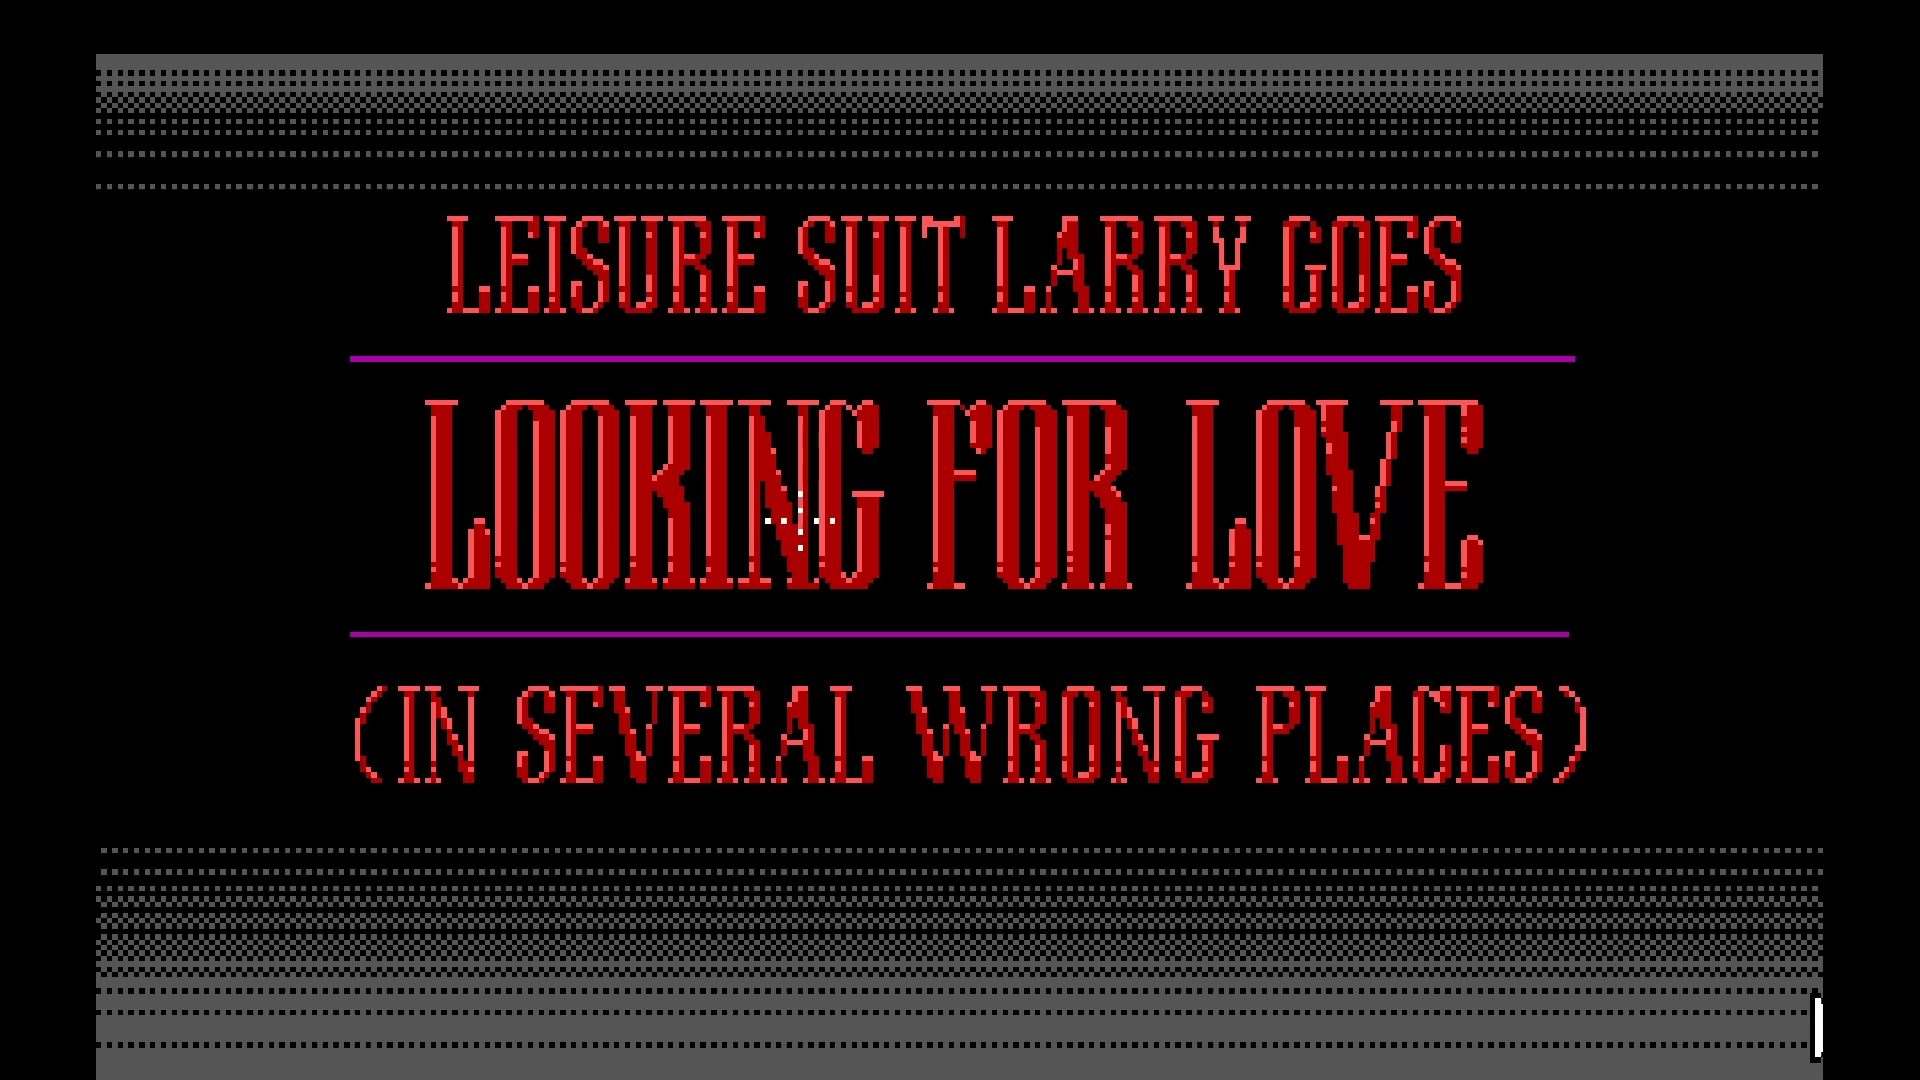 LEISURE SUIT LARRY GOES
LOOKING FOR LOVE
(IN SEVERAL WRONG PLACES)